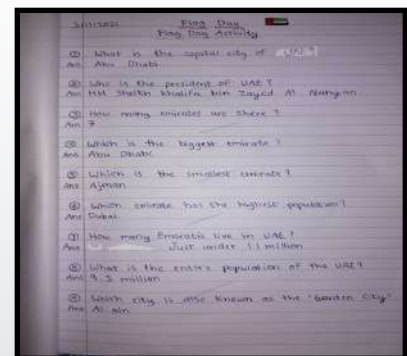 3/11/2021 Flag Day
Flag Day Activity
① What is the capital city of UAE?
Ans Abu Dhabi
② Who is the president of UAE?
Ans HH Sheikh Khalifa bin Zayed Al Nahyan
③ How many emirates are there?
Ans 7
④ Which is the biggest emirate?
Ans Abu Dhabi
⑤ Which is the smallest emirate?
Ans Ajman
⑥ Which emirate has the highest population?
Ans Dubai
⑦ How many Emaratis live in UAE?
Ans Just under 1.1 million
⑧ What is the entire population of the UAE?
Ans 9.5 million
⑨ Which city is also known as the 'Garden City'
Ans Al Ain